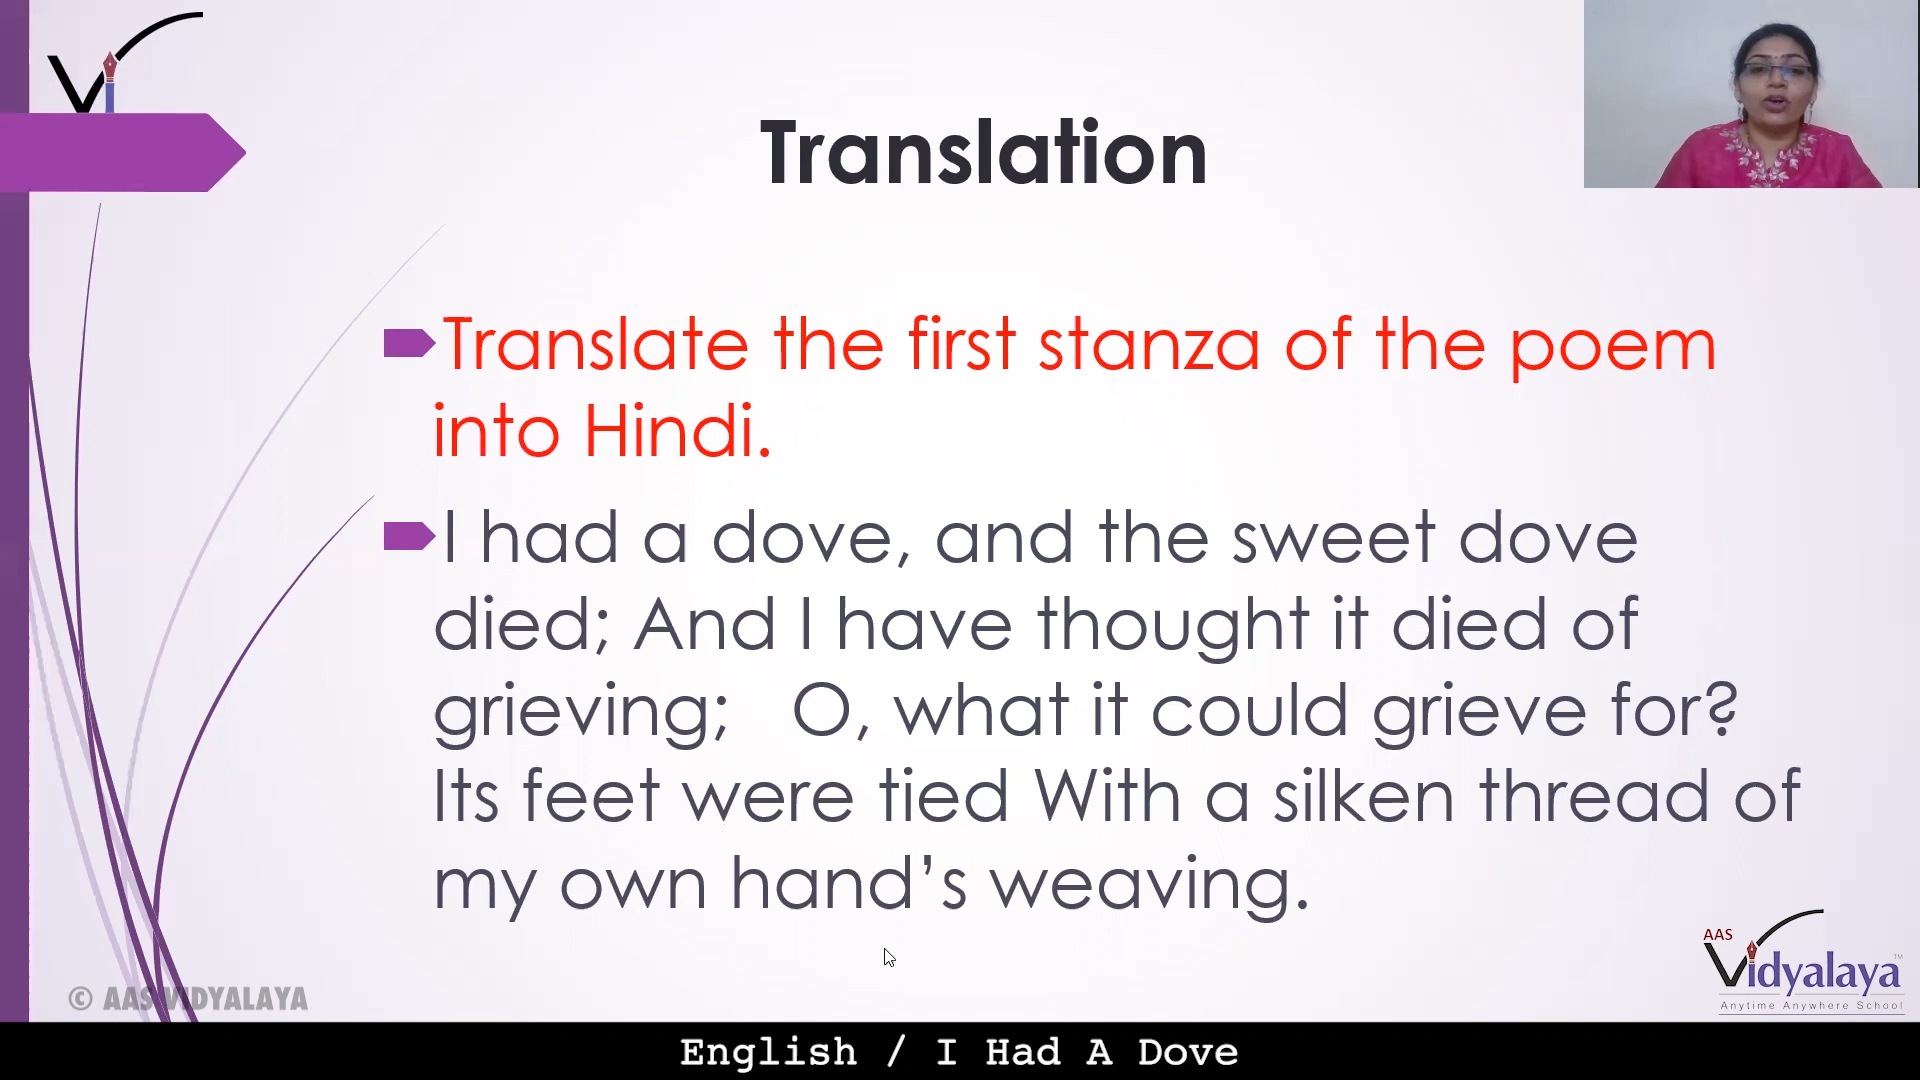 Vi
Translation
Translate the first stanza of the poem
into Hindi.
I had a dove, and the sweet dove
died; And I have thought it died of
grieving;   O, what it could grieve for?
Its feet were tied With a silken thread of
my own hand’s weaving.
AAS
Vidyalaya™
Anytime Anywhere School
© AAS VIDYALAYA
English / I Had A Dove